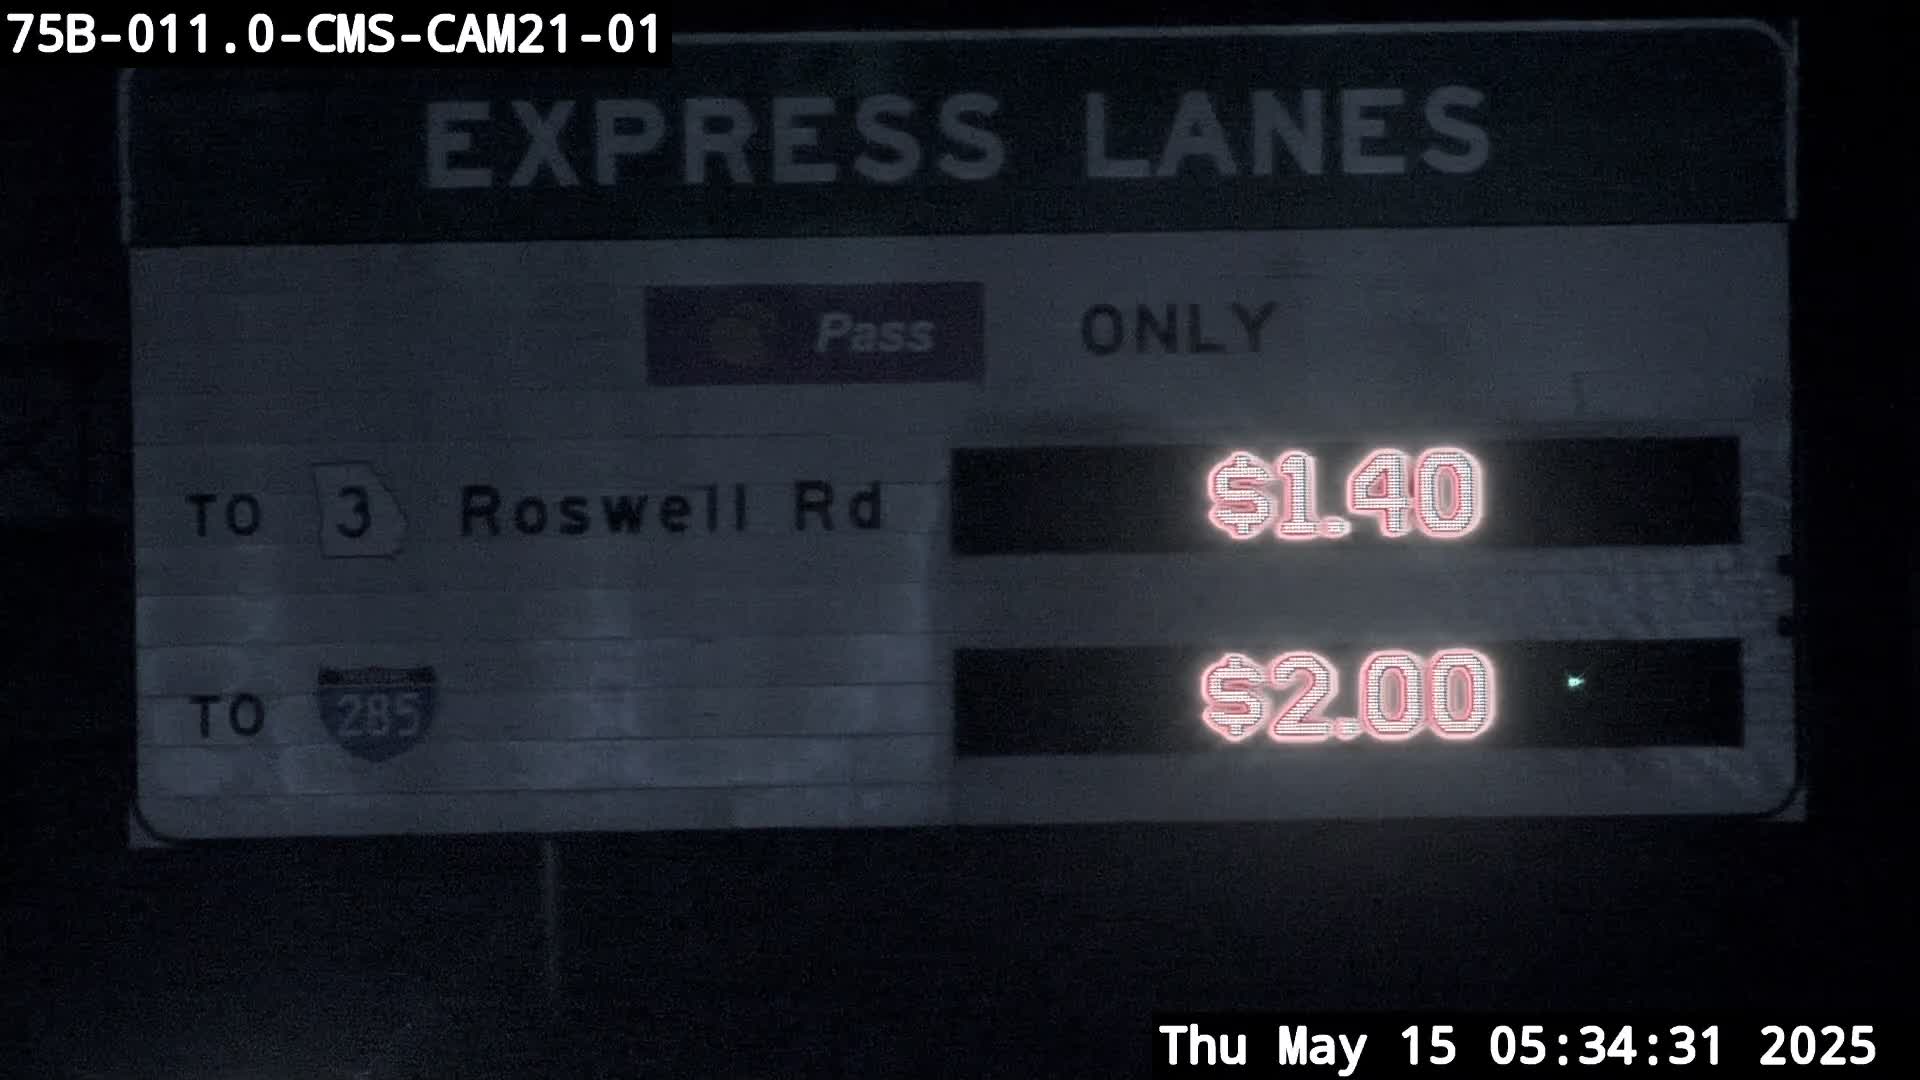 75B-011.0-CMS-CAM21-01
EXPRESS LANES
Pass ONLY
TO 3 Roswell Rd $1.40
TO 285 $2.00
Thu May 15 05:34:31 2025